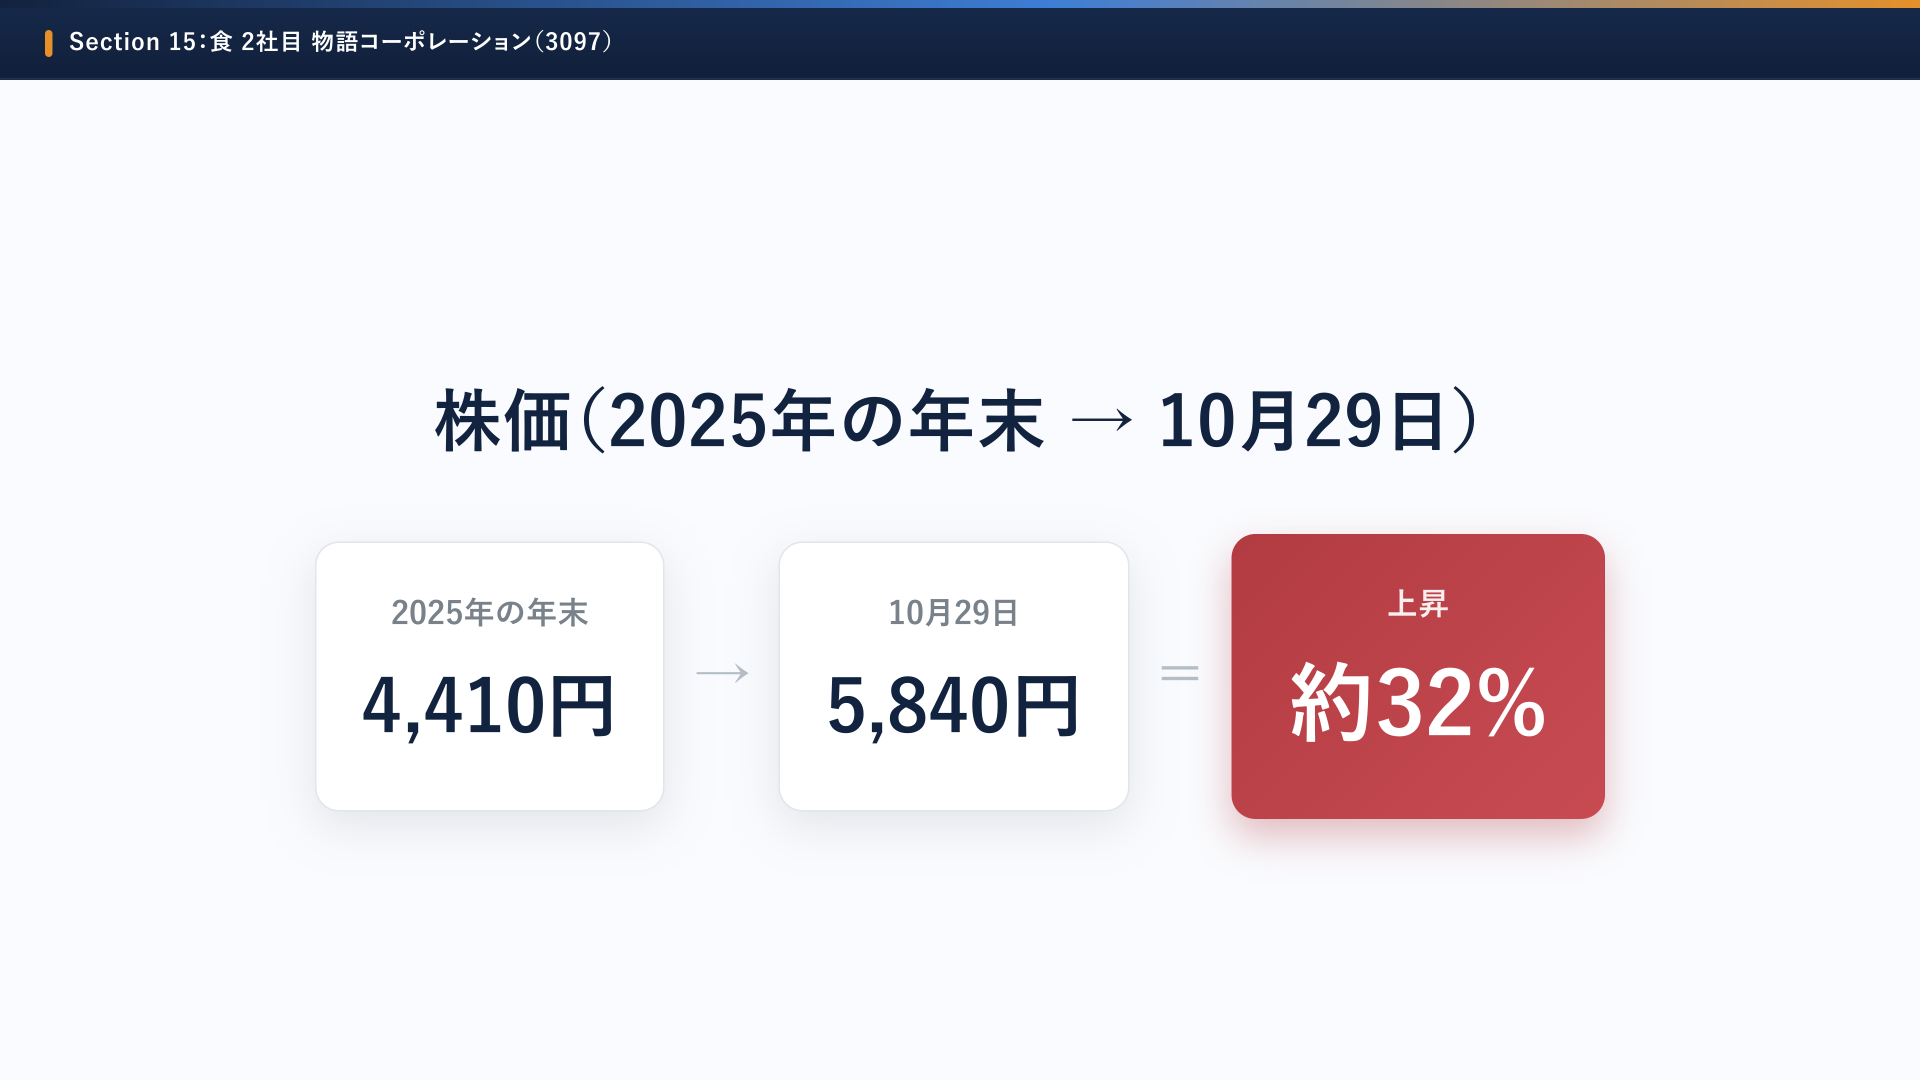 Section 15：食 2社目 物語コーポレーション（3097）
株価（2025年の年末 → 10月29日）
2025年の年末
4,410円
→
10月29日
5,840円
＝
上昇
約32%